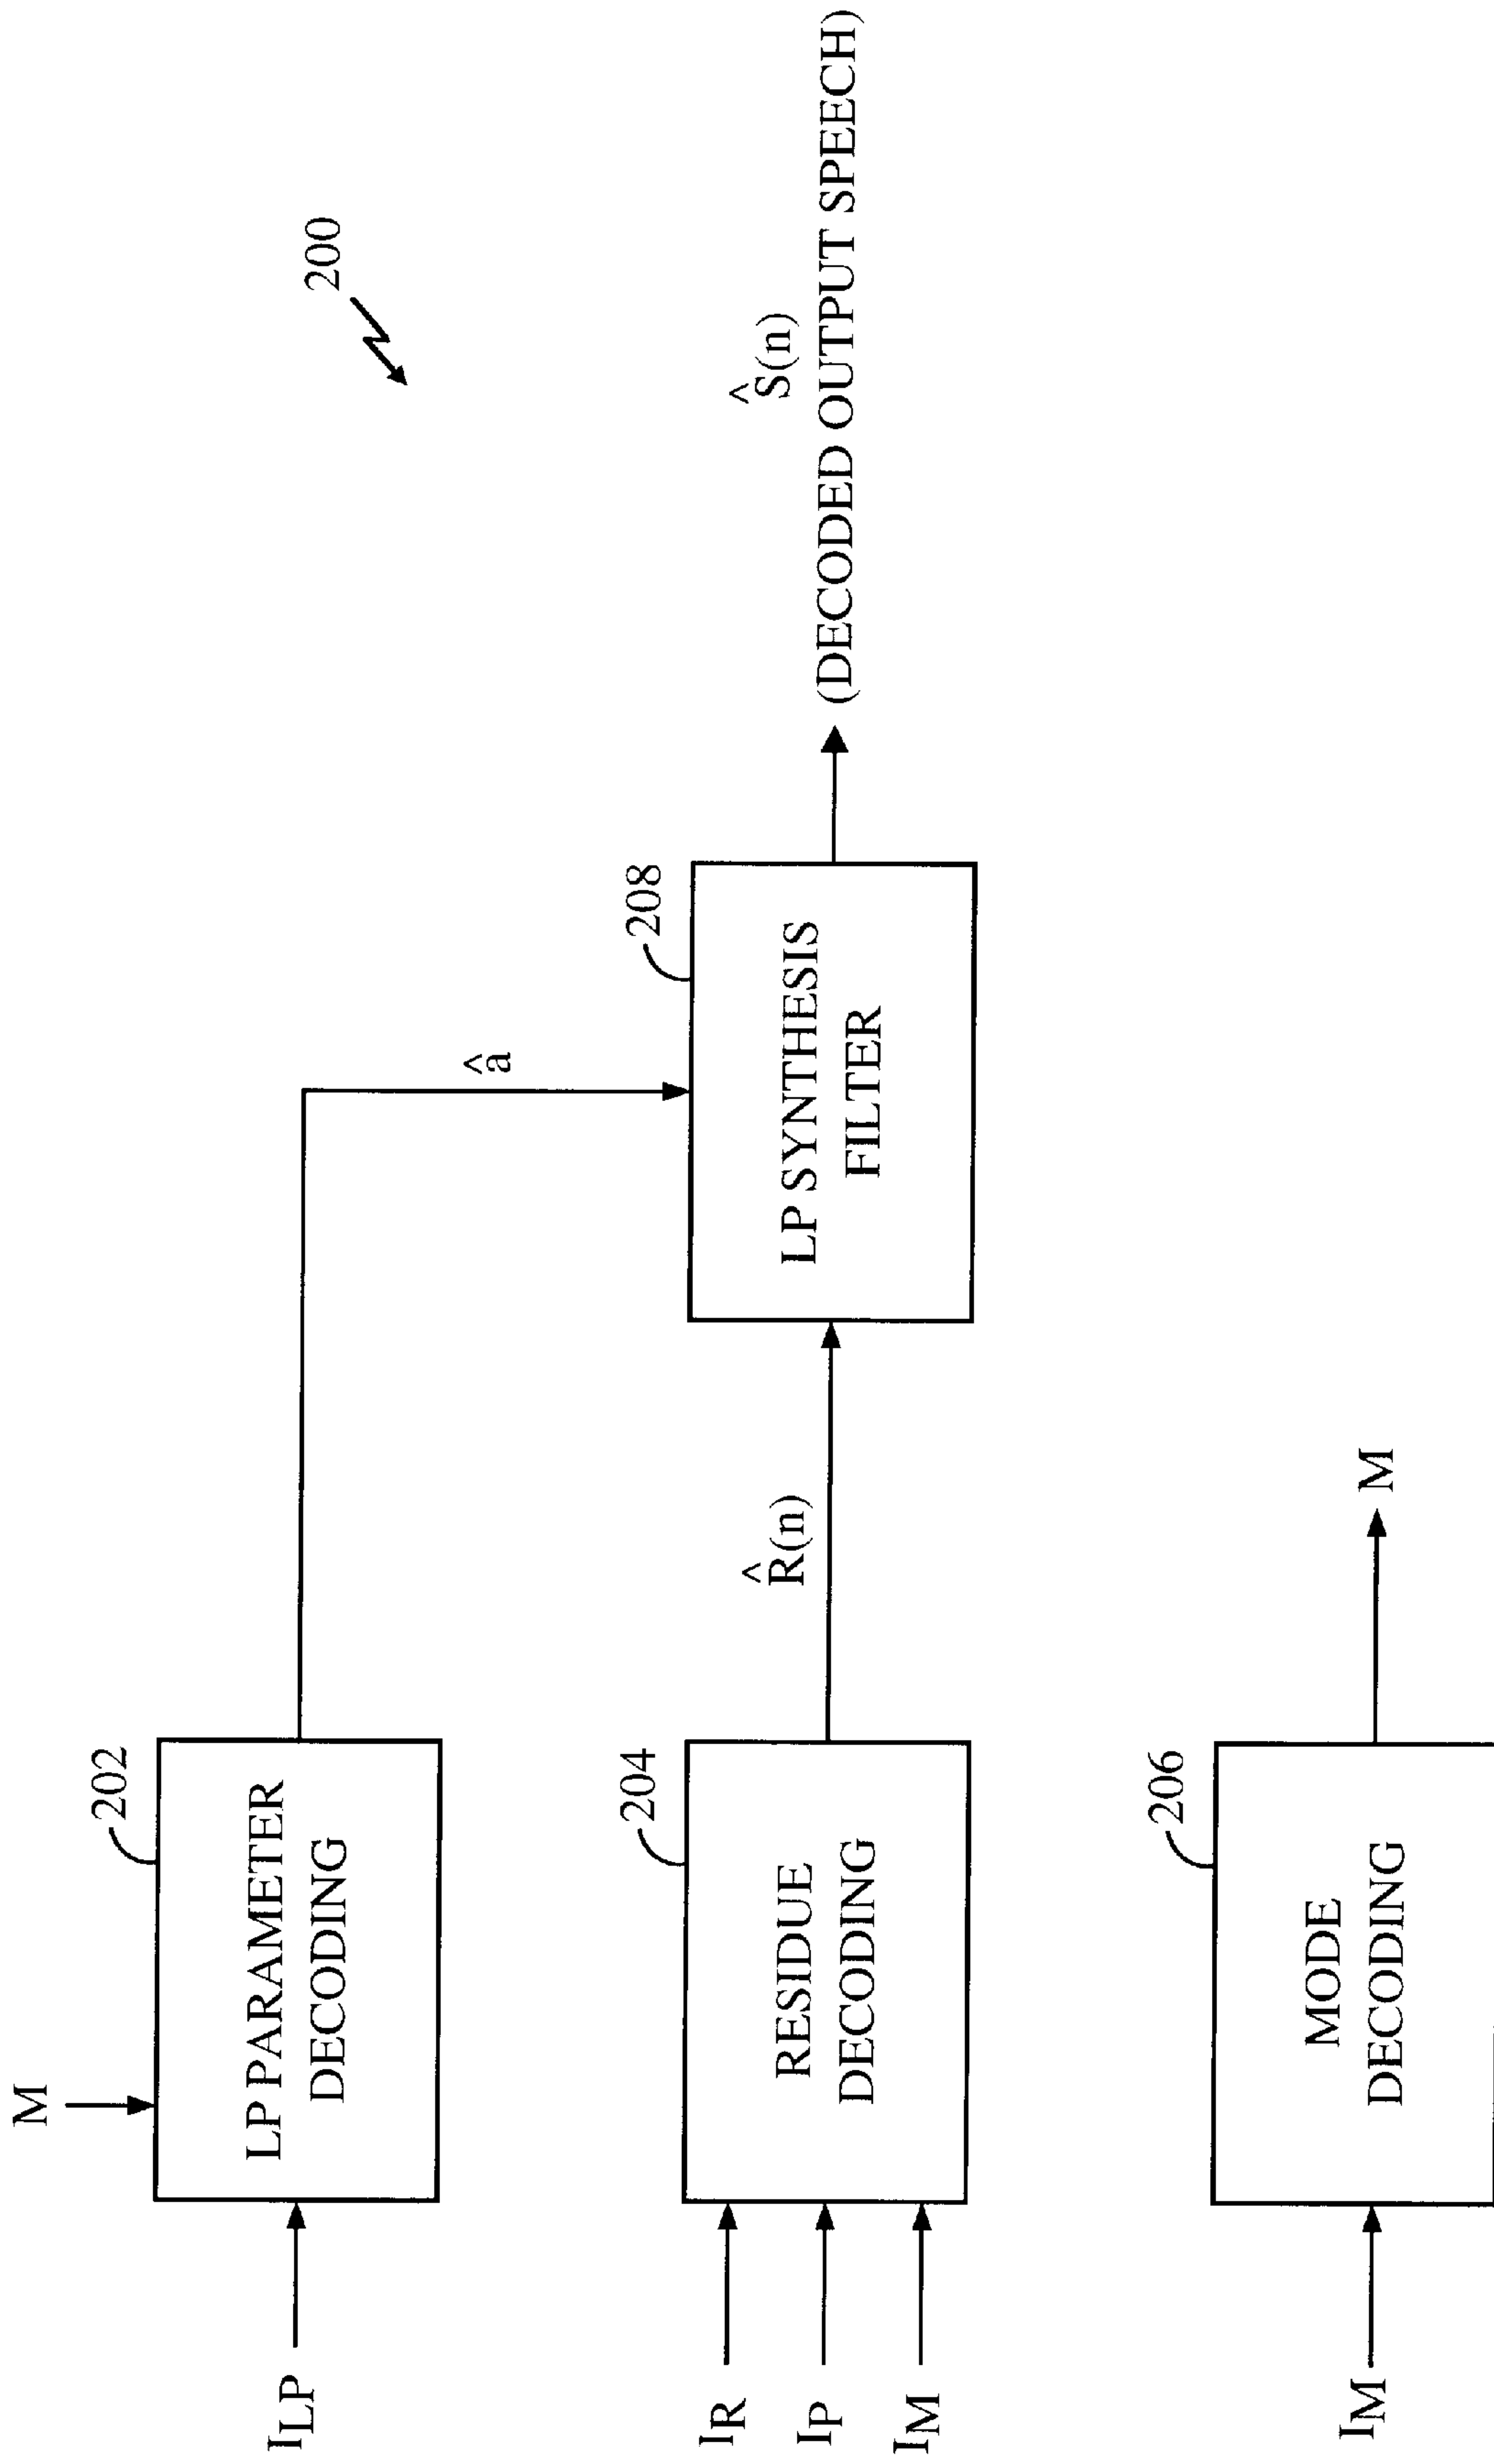 200
M
202
I_LP
LP PARAMETER
DECODING
â
204
208
I_R
I_P
I_M
RESIDUE
DECODING
R̂(n)
LP SYNTHESIS
FILTER
Ŝ(n)
(DECODED OUTPUT SPEECH)
206
I_M
MODE
DECODING
M